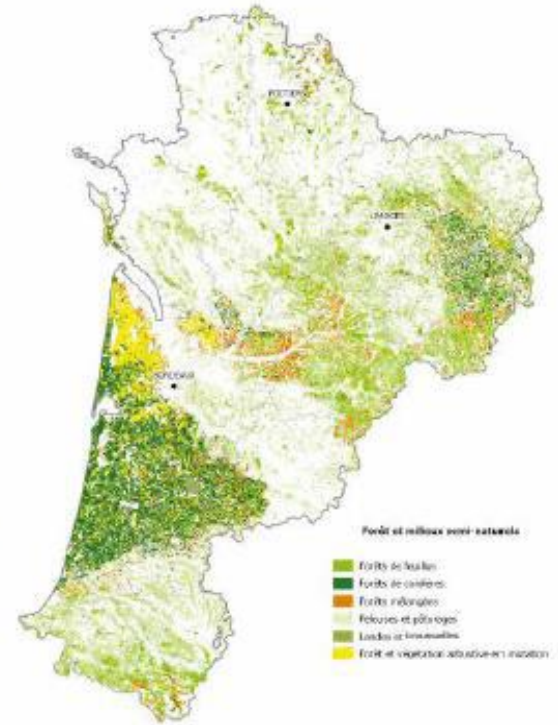 POITIERS
LIMOGES
BORDEAUX
Forêt et milieux semi-naturels
Forêts de feuillus
Forêts de conifères
Forêts mélangées
Pelouses et pâturages
Landes et broussailles
Forêt et végétation arbustive en mutation